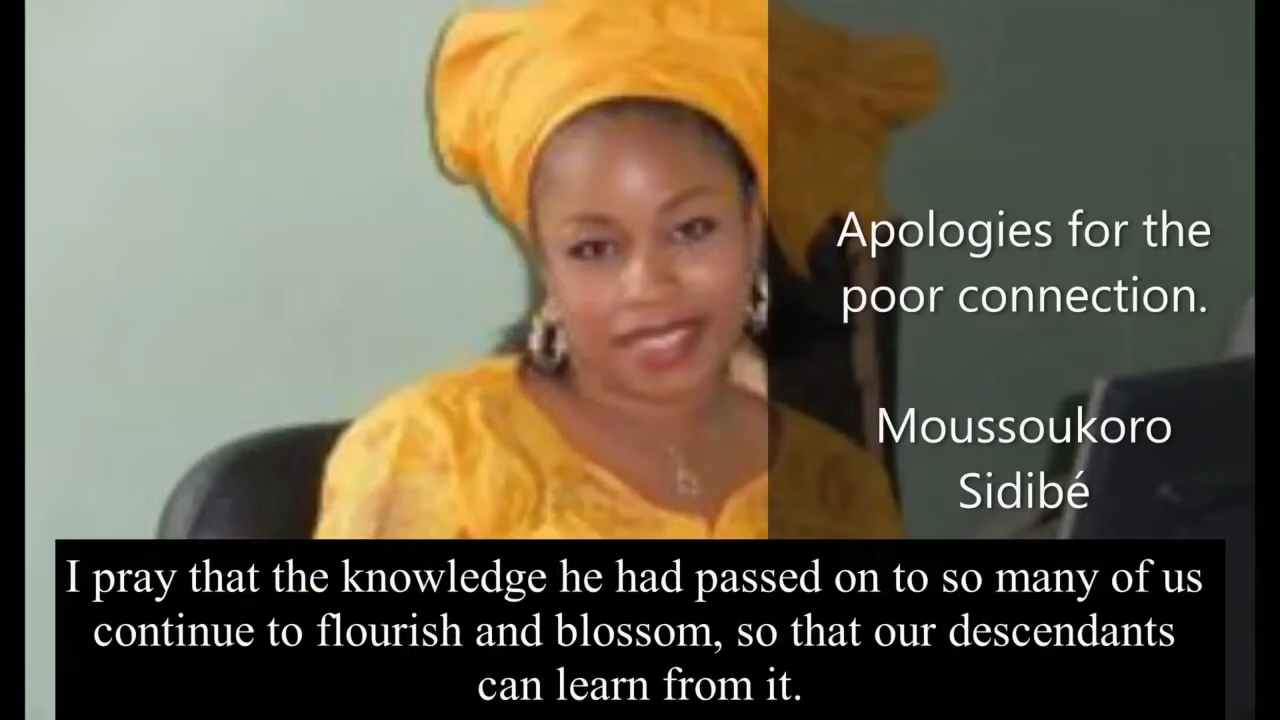 Apologies for the
poor connection.
Moussoukoro
Sidibé
I pray that the knowledge he had passed on to so many of us
continue to flourish and blossom, so that our descendants
can learn from it.